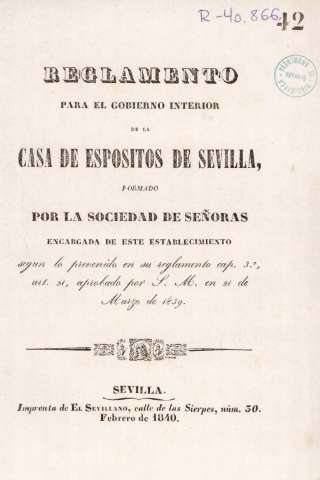 R-40.866
42
REGLAMENTO
PARA EL GOBIERNO INTERIOR
DE LA
CASA DE ESPOSITOS DE SEVILLA,
FORMADO
POR LA SOCIEDAD DE SEÑORAS
ENCARGADA DE ESTE ESTABLECIMIENTO
segun lo prevenido en su reglamento cap. 3.º,
art. 21, aprobado por S. M. en 21 de
Marzo de 1839.
SEVILLA.
Imprenta de EL SEVILLANO, calle de las Sierpes, núm. 30.
Febrero de 1840.